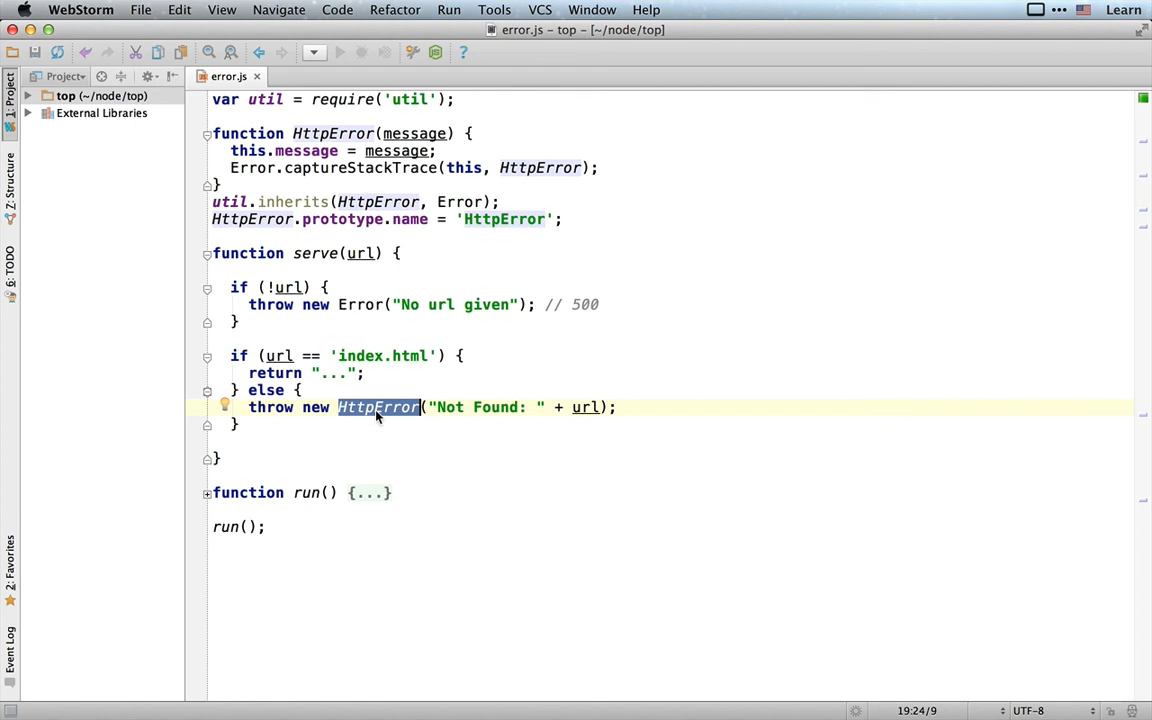 WebStorm File Edit View Navigate Code Refactor Run Tools VCS Window Help Learn
error.js – top – [~/node/top]
Project
error.js
1: Project
top (~/node/top)
External Libraries
Z: Structure
6: TODO
2: Favorites
Event Log
var util = require('util');
function HttpError(message) {
this.message = message;
Error.captureStackTrace(this, HttpError);
}
util.inherits(HttpError, Error);
HttpError.prototype.name = 'HttpError';
function serve(url) {
if (!url) {
throw new Error("No url given"); // 500
}
if (url == 'index.html') {
return "...";
} else {
throw new HttpError("Not Found: " + url);
}
}
function run() {...}
run();
19:24/9 UTF-8